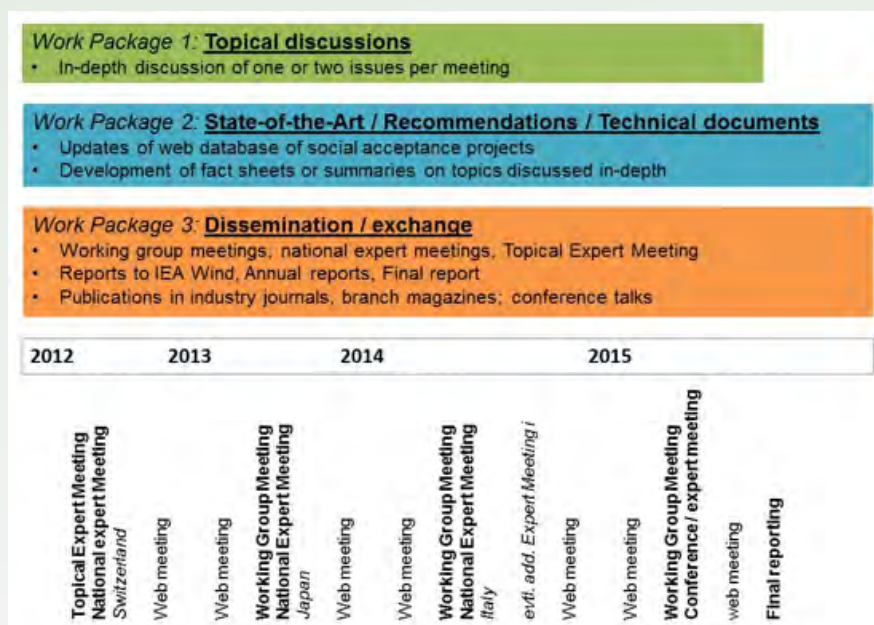 Work Package 1: Topical discussions
• In-depth discussion of one or two issues per meeting
Work Package 2: State-of-the-Art / Recommendations / Technical documents
• Updates of web database of social acceptance projects
• Development of fact sheets or summaries on topics discussed in-depth
Work Package 3: Dissemination / exchange
• Working group meetings, national expert meetings, Topical Expert Meeting
• Reports to IEA Wind, Annual reports, Final report
• Publications in industry journals, branch magazines; conference talks
2012 2013 2014 2015
Topical Expert Meeting
National expert Meeting
Switzerland
Web meeting
Web meeting
Working Group Meeting
National Expert Meeting
Japan
Web meeting
Web meeting
Working Group Meeting
National Expert Meeting
Italy
evtl. add. Expert Meeting i
Web meeting
Web meeting
Working Group Meeting
Conference / expert meeting
web meeting
Final reporting